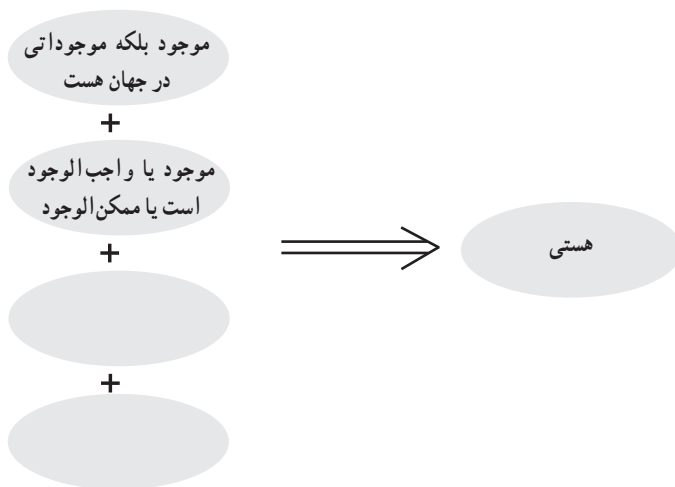 موجود بلکه موجوداتی
در جهان هست
+
موجود یا واجب‌الوجود
است یا ممکن‌الوجود
+
+
هستی